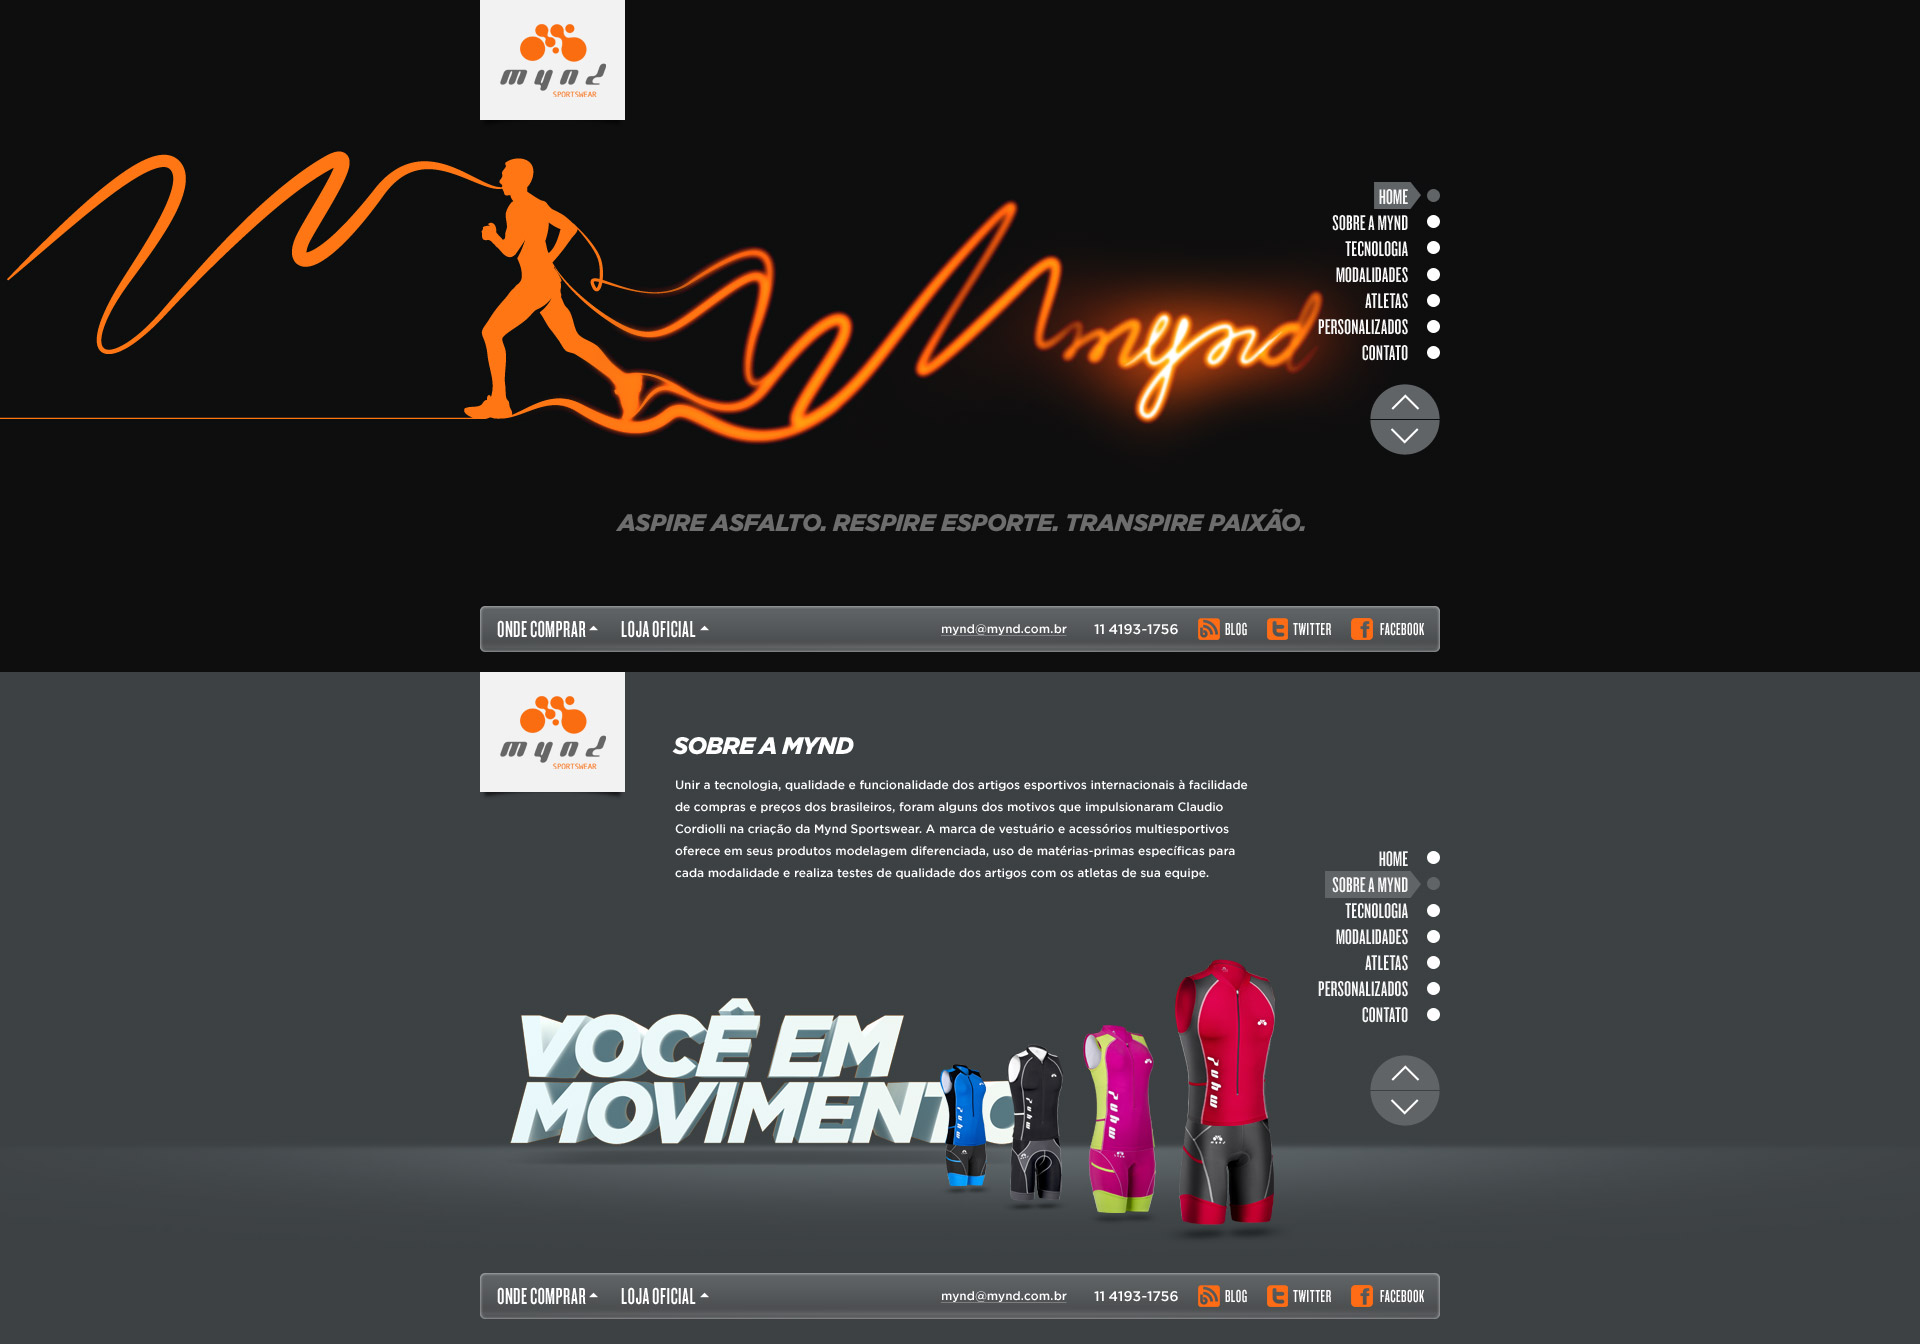 mynd
SPORTSWEAR
HOME
SOBRE A MYND
TECNOLOGIA
MODALIDADES
ATLETAS
PERSONALIZADOS
CONTATO
mynd
ASPIRE ASFALTO. RESPIRE ESPORTE. TRANSPIRE PAIXÃO.
ONDE COMPRAR LOJA OFICIAL mynd@mynd.com.br 11 4193-1756 BLOG TWITTER FACEBOOK
mynd
SPORTSWEAR
SOBRE A MYND
Unir a tecnologia, qualidade e funcionalidade dos artigos esportivos internacionais à facilidade
de compras e preços dos brasileiros, foram alguns dos motivos que impulsionaram Claudio
Cordiolli na criação da Mynd Sportswear. A marca de vestuário e acessórios multiesportivos
oferece em seus produtos modelagem diferenciada, uso de matérias-primas específicas para
cada modalidade e realiza testes de qualidade dos artigos com os atletas de sua equipe.
HOME
SOBRE A MYND
TECNOLOGIA
MODALIDADES
ATLETAS
PERSONALIZADOS
CONTATO
VOCÊ EM
MOVIMENTO
mynd
mynd
mynd
mynd
ONDE COMPRAR LOJA OFICIAL mynd@mynd.com.br 11 4193-1756 BLOG TWITTER FACEBOOK